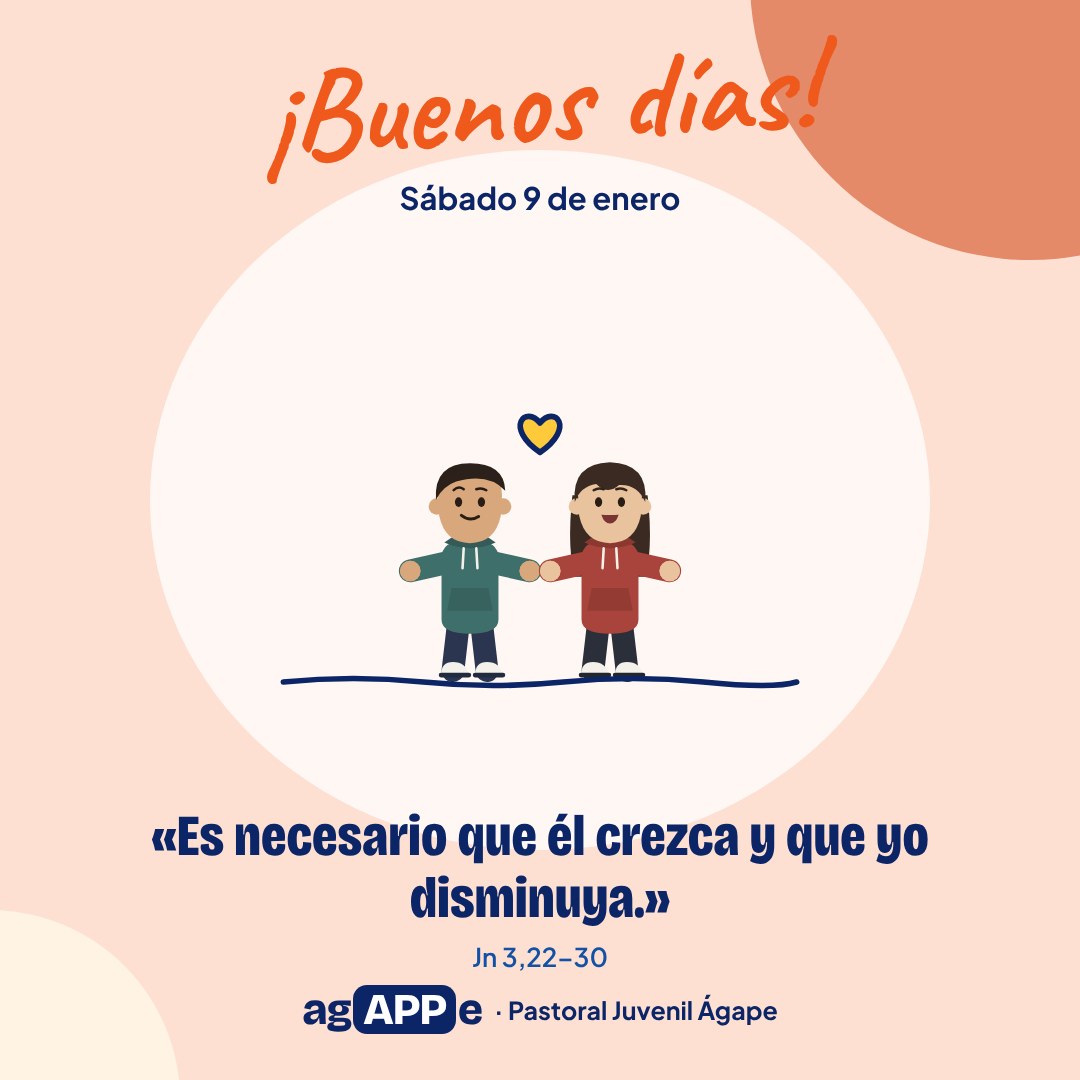 ¡Buenos días!
Sábado 9 de enero
«Es necesario que él crezca y que yo
disminuya.»
Jn 3,22–30
agAPPe · Pastoral Juvenil Ágape